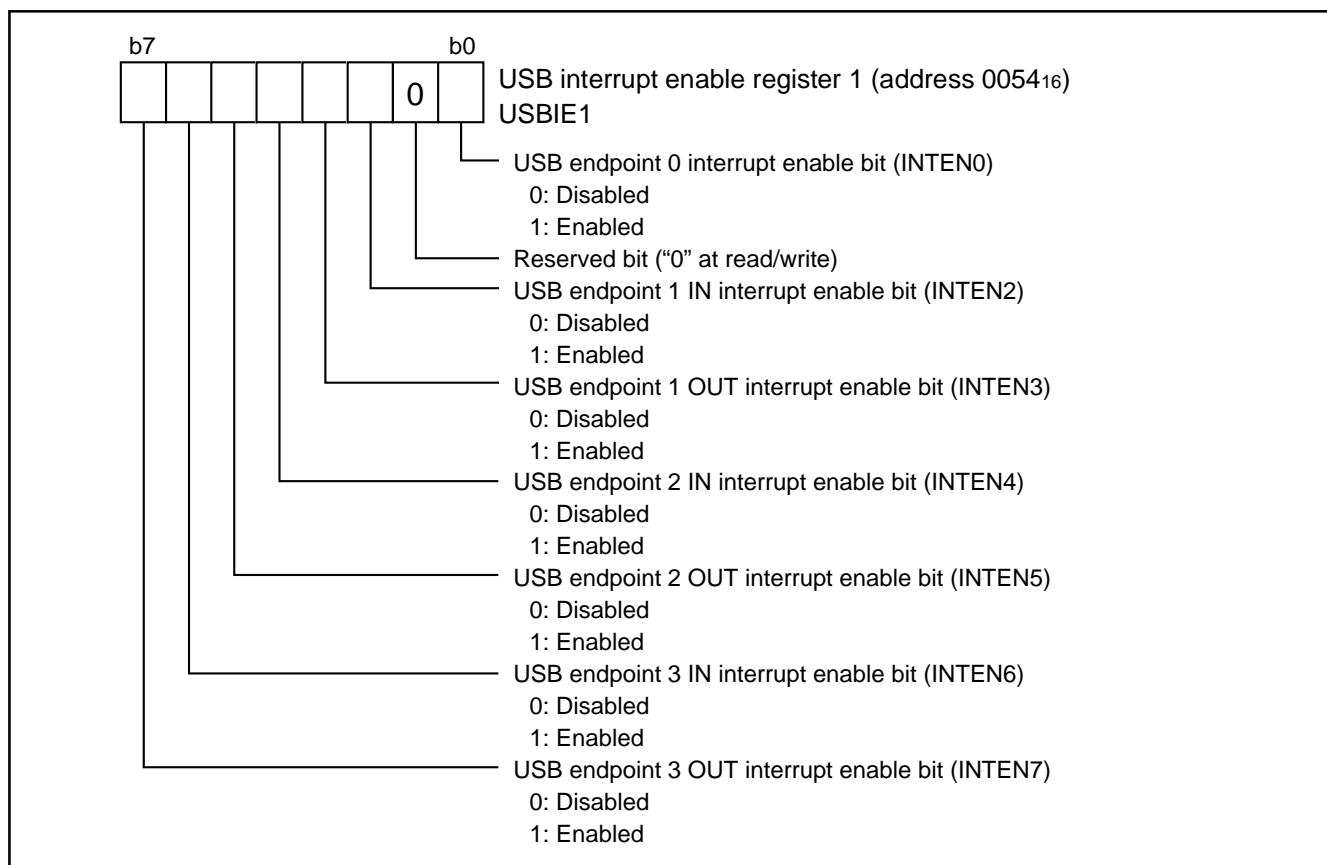 b7 b0
0
USB interrupt enable register 1 (address 0054₁₆)
USBIE1
USB endpoint 0 interrupt enable bit (INTEN0)
0: Disabled
1: Enabled
Reserved bit (“0” at read/write)
USB endpoint 1 IN interrupt enable bit (INTEN2)
0: Disabled
1: Enabled
USB endpoint 1 OUT interrupt enable bit (INTEN3)
0: Disabled
1: Enabled
USB endpoint 2 IN interrupt enable bit (INTEN4)
0: Disabled
1: Enabled
USB endpoint 2 OUT interrupt enable bit (INTEN5)
0: Disabled
1: Enabled
USB endpoint 3 IN interrupt enable bit (INTEN6)
0: Disabled
1: Enabled
USB endpoint 3 OUT interrupt enable bit (INTEN7)
0: Disabled
1: Enabled